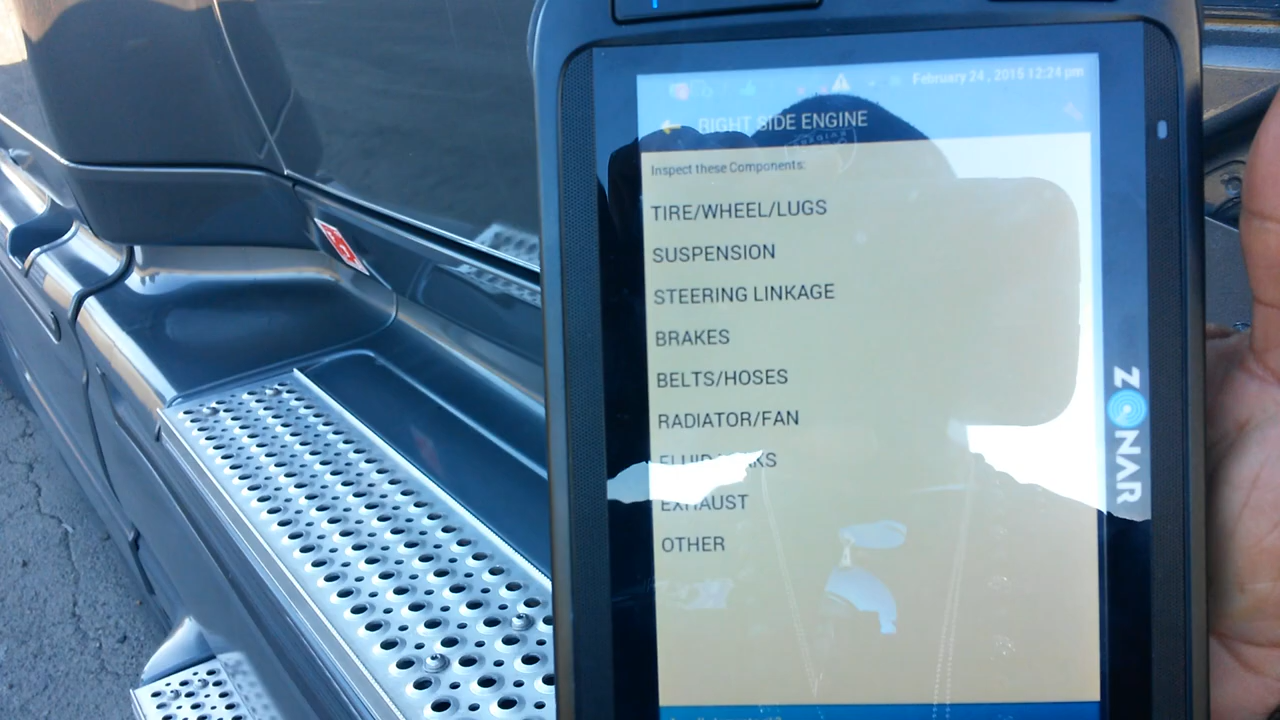 February 24, 2015 12:24 pm
RIGHT SIDE ENGINE
Inspect these Components:
TIRE/WHEEL/LUGS
SUSPENSION
STEERING LINKAGE
BRAKES
BELTS/HOSES
RADIATOR/FAN
EXHAUST
OTHER
ZONAR